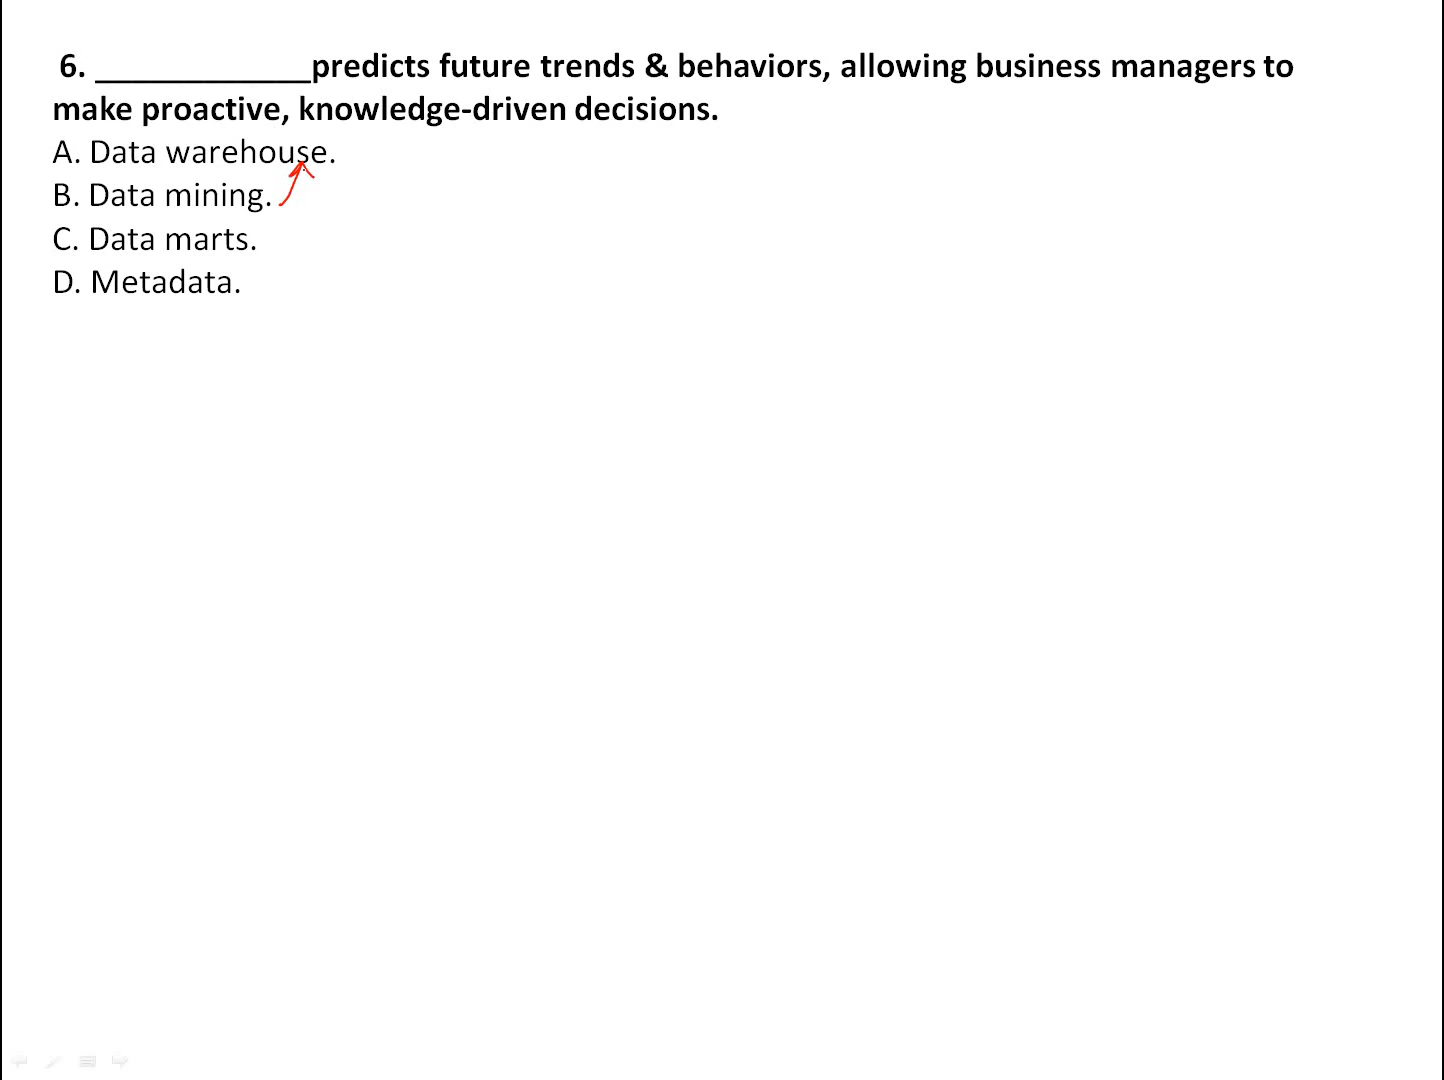 6. _____________predicts future trends & behaviors, allowing business managers to
make proactive, knowledge-driven decisions.
A. Data warehouse.
B. Data mining.
C. Data marts.
D. Metadata.